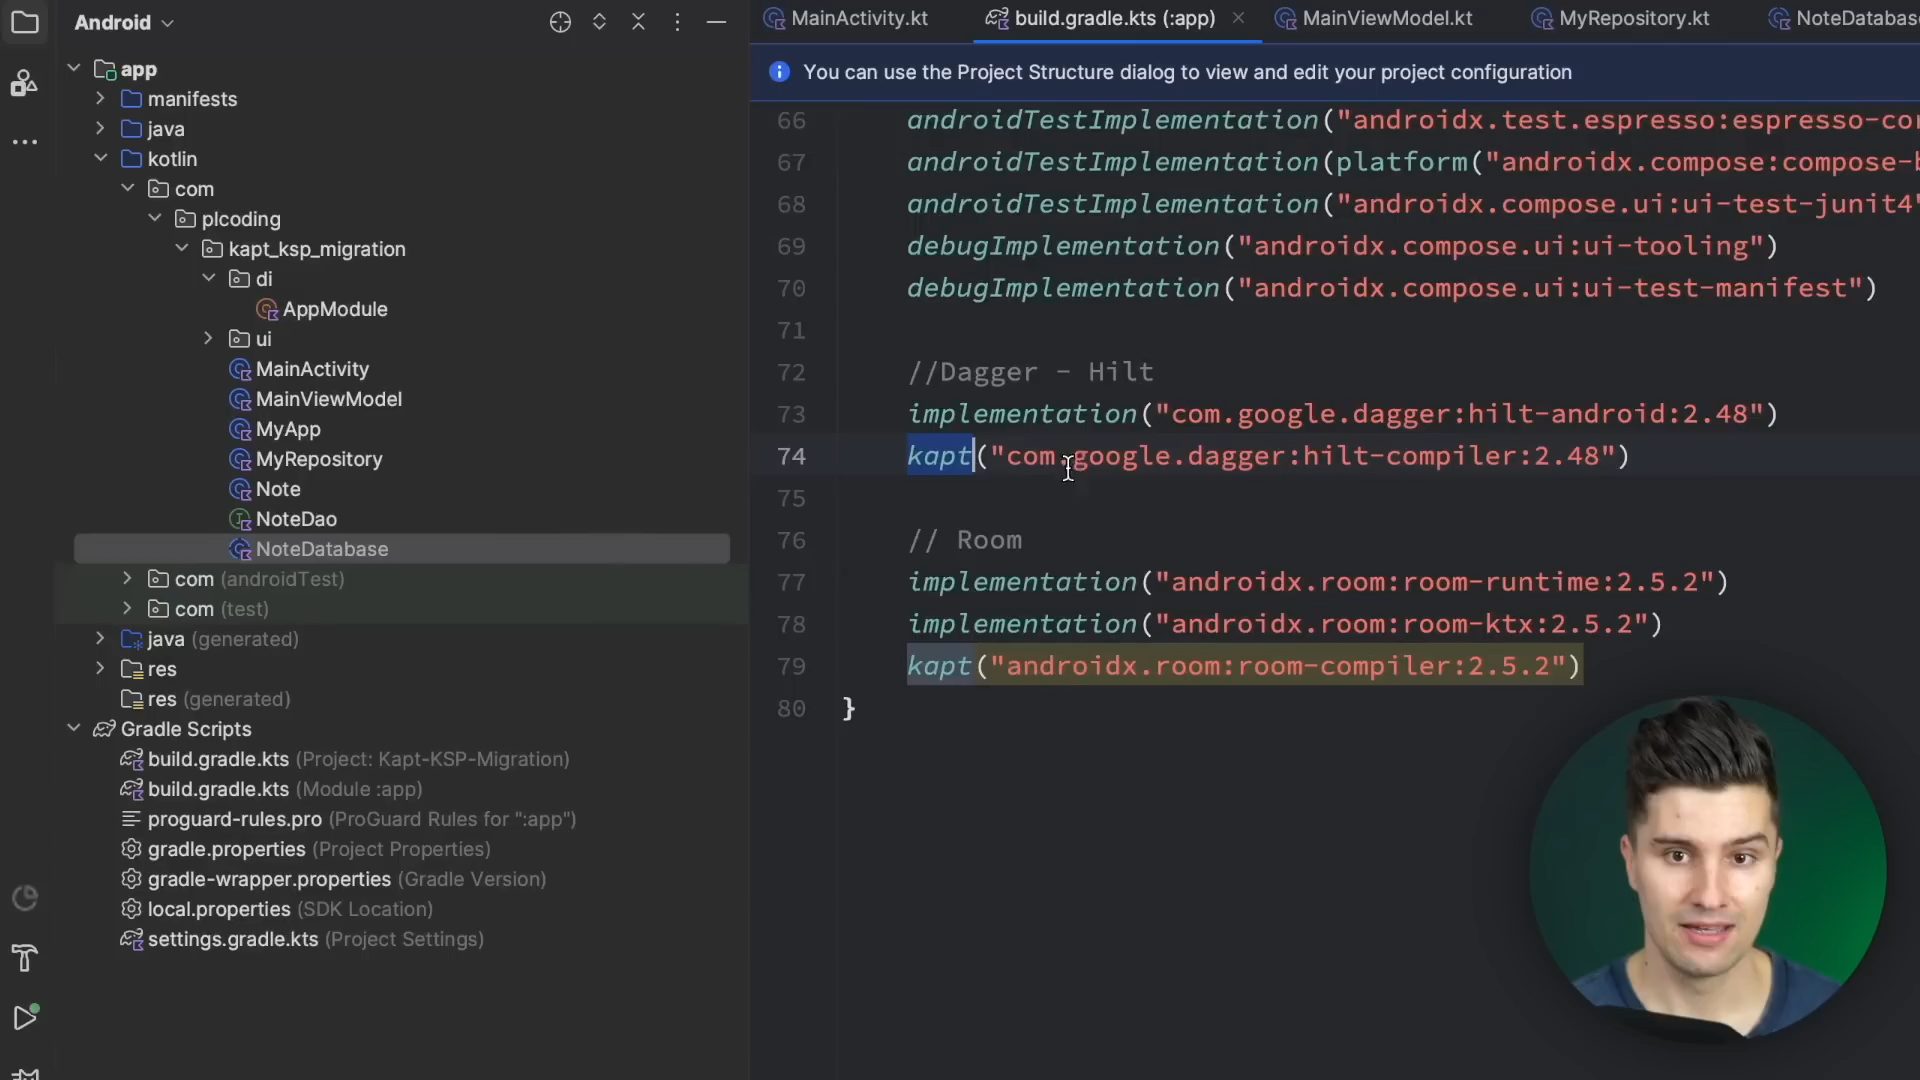 Android
MainActivity.kt
build.gradle.kts (:app)
MainViewModel.kt
MyRepository.kt
NoteDatabas
You can use the Project Structure dialog to view and edit your project configuration
app
manifests
java
kotlin
com
plcoding
kapt_ksp_migration
di
AppModule
ui
MainActivity
MainViewModel
MyApp
MyRepository
Note
NoteDao
NoteDatabase
com (androidTest)
com (test)
java (generated)
res
res (generated)
Gradle Scripts
build.gradle.kts (Project: Kapt-KSP-Migration)
build.gradle.kts (Module :app)
proguard-rules.pro (ProGuard Rules for ":app")
gradle.properties (Project Properties)
gradle-wrapper.properties (Gradle Version)
local.properties (SDK Location)
settings.gradle.kts (Project Settings)
66 androidTestImplementation("androidx.test.espresso:espresso-co
67 androidTestImplementation(platform("androidx.compose:compose-b
68 androidTestImplementation("androidx.compose.ui:ui-test-junit4"
69 debugImplementation("androidx.compose.ui:ui-tooling")
70 debugImplementation("androidx.compose.ui:ui-test-manifest")
71
72 //Dagger - Hilt
73 implementation("com.google.dagger:hilt-android:2.48")
74 kapt("com.google.dagger:hilt-compiler:2.48")
75
76 // Room
77 implementation("androidx.room:room-runtime:2.5.2")
78 implementation("androidx.room:room-ktx:2.5.2")
79 kapt("androidx.room:room-compiler:2.5.2")
80 }